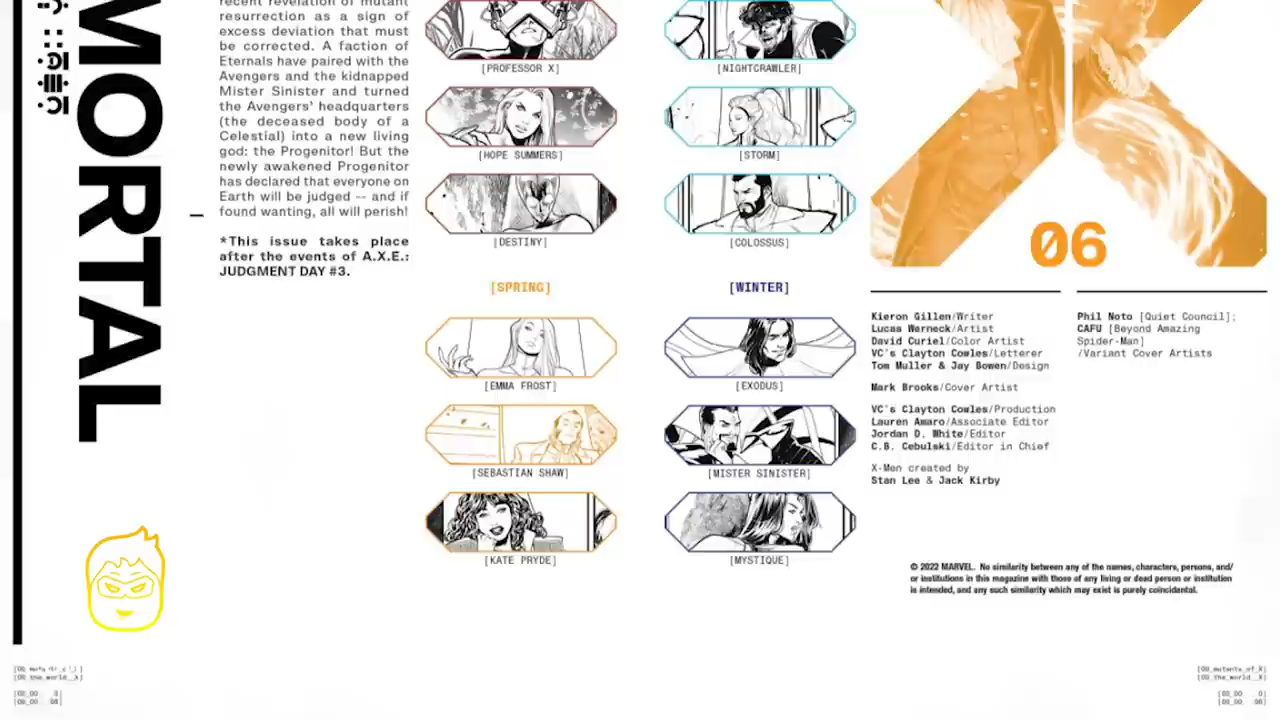 MORTAL
recent revelation of mutant
resurrection as a sign of
excess deviation that must
be corrected. A faction of
Eternals have paired with the
Avengers and the kidnapped
Mister Sinister and turned
the Avengers' headquarters
(the deceased body of a
Celestial) into a new living
god: the Progenitor! But the
newly awakened Progenitor
has declared that everyone on
Earth will be judged -- and if
found wanting, all will perish!
*This issue takes place
after the events of A.X.E.:
JUDGMENT DAY #3.
[PROFESSOR X]
[HOPE SUMMERS]
[DESTINY]
[SPRING]
[EMMA FROST]
[SEBASTIAN SHAW]
[KATE PRYDE]
[NIGHTCRAWLER]
[STORM]
[COLOSSUS]
[WINTER]
[EXODUS]
[MISTER SINISTER]
[MYSTIQUE]
06
Kieron Gillen/Writer
Lucas Werneck/Artist
David Curiel/Color Artist
VC's Clayton Cowles/Letterer
Tom Muller & Jay Bowen/Design
Mark Brooks/Cover Artist
VC's Clayton Cowles/Production
Lauren Amaro/Associate Editor
Jordan D. White/Editor
C.B. Cebulski/Editor in Chief
X-Men created by
Stan Lee & Jack Kirby
Phil Noto [Quiet Council];
CAFU [Beyond Amazing
Spider-Man]
/Variant Cover Artists
© 2022 MARVEL. No similarity between any of the names, characters, persons, and/
or institutions in this magazine with those of any living or dead person or institution
is intended, and any such similarity which may exist is purely coincidental.
[00_the_world__X]
[00_mutants_of_X]
[00_the_world__X]